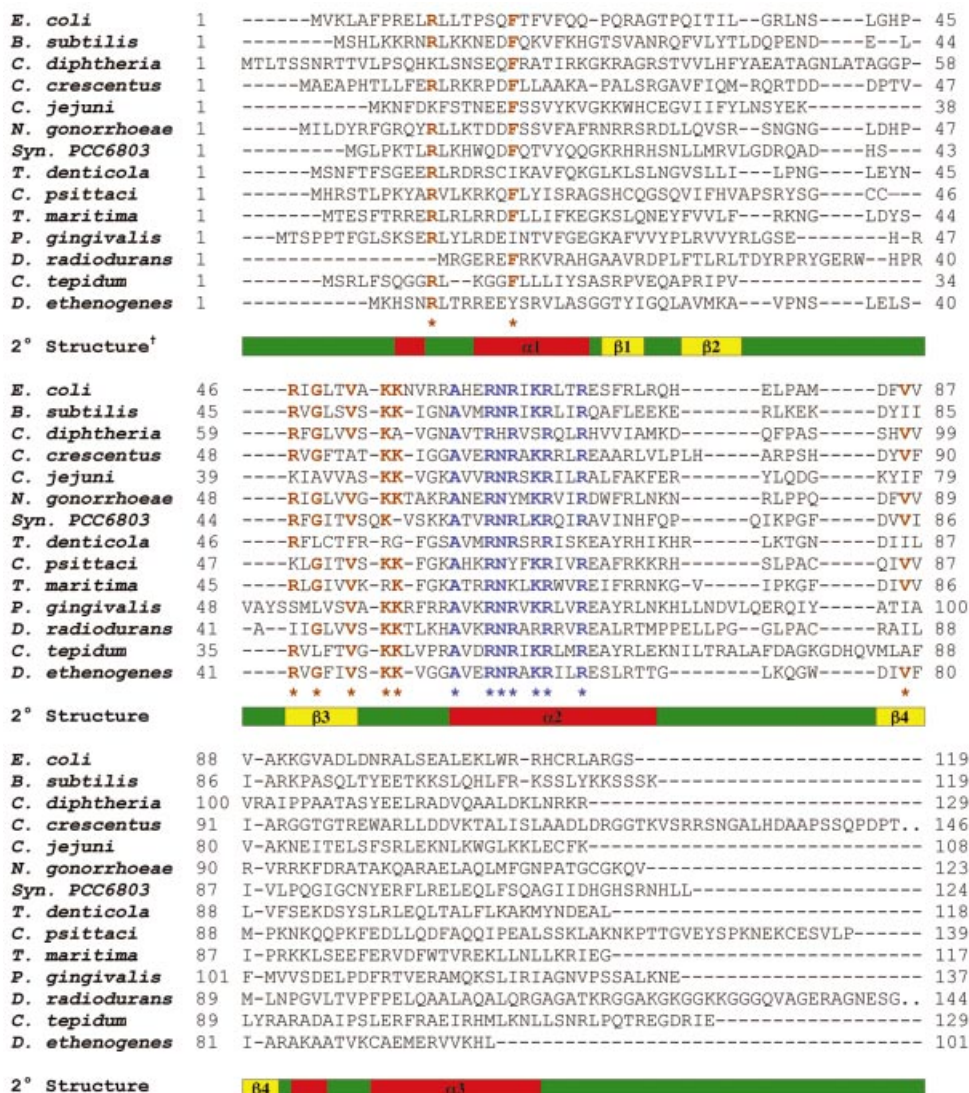 E. coli 1 ------MVKLAFPRELRLLTPSQFTFVFQQ-PQRAGTPQITIL-GRLNS----LGHP- 45
B. subtilis 1 -------MSHLKKRNRLKKNEDFQKVFKHGTSVANRQFVLYTLDQPEND----E--L- 44
C. diphtheria 1 MTLTSSNRTTVLPSQHKLSNSEQFRATIRKGKRAGRSTVVLHFYAEATAGNLATAGGP- 58
C. crescentus 1 -----MAEAPHTLLFERLRKRPDFLLAAKA-PALSRGAVFIQM-RQRTDD----DPTV- 47
C. jejuni 1 -----------MKNFDKFSTNEEFSSVYKVGKKWHCEGVIIFYLNSYEK---------- 38
N. gonorrhoeae 1 -----MILDYRFGRQYRLLKTDDFSSVFAFRNRRSRDLLQVSR--SNGNG----LDHP- 47
Syn. PCC6803 1 ---------MGLPKTLRLKHWQDFQTVYQQGKRHRHSNLLMRVLGDRQAD----HS--- 43
T. denticola 1 -------MSNFTFSGEERLRDRSCIKAVFQKGLKLSLNGVSLLI---LPNG----LEYN- 45
C. psittaci 1 -------MHRSTLPKYARVLKRKQFLYISRAGSHCQGSQVIFHVAPSRYSG----CC--- 46
T. maritima 1 -------MTESFTRRERLRLRRDFLLIFKEGKSLQNEYFVVLF---RKNG----LDYS- 44
P. gingivalis 1 ---MTSPPTFGLSKSERLYLRDEINTVFGEGKAFVVYPLRVVYRLGSE--------H-R 47
D. radiodurans 1 -----------------MRGEREFRKVRAHGAAVRDPLFTLRLTDYRPRYGERW--HPR 40
C. tepidum 1 -------MSRLFSQGGRL--KGGFLLLIYSASRPVEQAPRIPV---------------- 34
D. ethenogenes 1 -----------MKHSNRLTRREEYSRVLASGGTYIGQLAVMKA---VPNS----LELS- 40
* *
2° Structure† α1 β1 β2
E. coli 46 ----RIGLTVA-KKNVRRAHERNRIKRLTRESFRLRQH-------ELPAM----DFVV 87
B. subtilis 45 ----RVGLSVS-KK-IGNAVMRNRIKRLIRQAFLEEKE-------RLKEK----DYII 85
C. diphtheria 59 ----RFGLVVS-KA-VGNAVTRHRVSRQLRHVVIAMKD-------QFPAS----SHVV 99
C. crescentus 48 ----RVGFTAT-KK-IGGAVERNRAKRRLREAARLVLPLH-----ARPSH----DYVF 90
C. jejuni 39 ----KIAVVAS-KK-VGKAVVRNRSKRILRALFAKFER-------YLQDG----KYIF 79
N. gonorrhoeae 48 ----RIGLVVG-KKTAKRANERNYMKRVIRDWFRLNKN-------RLPPQ----DFVV 89
Syn. PCC6803 44 ----RFGITVSQK-VSKKATVRNRLKRQIRAVINHFQP-------QIKPGF----DVVI 86
T. denticola 46 ----RFLCTFR-RG-FGSAVMRNRSRRISKEAYRHIKHR------LKTGN----DIILL 87
C. psittaci 47 ----KLGITVS-KK-FGKAHKRNYFKRIVREAFRKKRH-------SLPAC----QIVV 87
T. maritima 45 ----RLGIVVK-RK-FGKATRRNKLKRWVREIFRRNKG-V-----IPKGF----DIVV 86
P. gingivalis 48 VAYSSMLVSVA-KKRFRRAVKRNRVKRLVREAYRLNKHLLNDVLQERQIY----ATIA 100
D. radiodurans 41 -A--IIGLVVS-KKTLKHAVKRNRARRRVREALRTMPPELLPG--GLPAC----RAIL 88
C. tepidum 35 ----RVLFTVG-KKLVPRAVDRNRIKRLMREAYRLEKNILTRALAFDAGKGDHQVMLAF 88
D. ethenogenes 41 ----RVGFIVS-KK-VGGAVERNRAKRILRESLRTTG--------LKQGW----DIVF 80
* * * ** * *** ** * *
2° Structure β3 α2 β4
E. coli 88 V-AKKGVADLDNRALSEALEKLWR-RHCRLARGS------------------------- 119
B. subtilis 86 I-ARKPASQLTYEETKKSLQHLFR-KSSLYKKSSSK----------------------- 119
C. diphtheria 100 VRAIPPAATASYEELRADVQAALDKLNRKR----------------------------- 129
C. crescentus 91 I-ARGGTGTREWARLLDDVKTALISLAADLDRGGTKVSRRSNGALHDAAPSSQPDPT.. 146
C. jejuni 80 V-AKNEITELSFSRLEKNLKWGLKKLECFK----------------------------- 108
N. gonorrhoeae 90 R-VRRKFDRATAKQARAELAQLMFGNPATGCGKQV------------------------ 123
Syn. PCC6803 87 I-VLPQGIGCNYERFLRELEQLFSQAGIIDHGHSRNHLL-------------------- 124
T. denticola 88 L-VFSEKDSYSLRLEQLTALFLKAKMYNDEAL--------------------------- 118
C. psittaci 88 M-PKNKQQPKFEDLLQDFAQQIPEALSSKLAKNKPTTGVEYSPKNEKCESVLP------ 139
T. maritima 87 I-PRKKLSEEFERVDFWTVREKLLNLLKRIEG--------------------------- 117
P. gingivalis 101 F-MVVSDELPDFRTVERAMQKSLIRIAGNVPSSALKNE--------------------- 137
D. radiodurans 89 M-LNPGVLTVPFPELQAALAQALQRGAGATKRGGAKGKGGKKGGGQVAGERAGNESG.. 144
C. tepidum 89 LYRARADAIPSLERFRAEIRHMLKNLLSNRLPQTREGDRIE------------------ 129
D. ethenogenes 81 I-ARAKAATVKCAEMERVVKHL------------------------------------- 101
2° Structure β4 α3